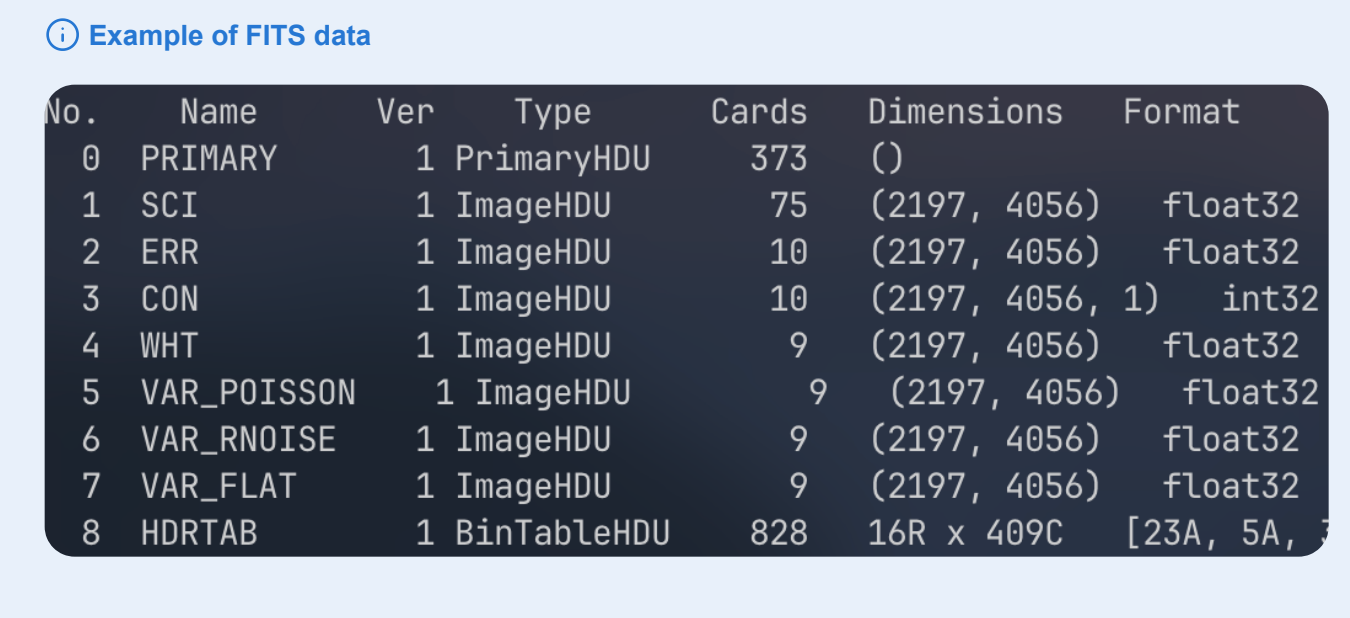 Example of FITS data
No. Name Ver Type Cards Dimensions Format
0 PRIMARY 1 PrimaryHDU 373 ()
1 SCI 1 ImageHDU 75 (2197, 4056) float32
2 ERR 1 ImageHDU 10 (2197, 4056) float32
3 CON 1 ImageHDU 10 (2197, 4056, 1) int32
4 WHT 1 ImageHDU 9 (2197, 4056) float32
5 VAR_POISSON 1 ImageHDU 9 (2197, 4056) float32
6 VAR_RNOISE 1 ImageHDU 9 (2197, 4056) float32
7 VAR_FLAT 1 ImageHDU 9 (2197, 4056) float32
8 HDRTAB 1 BinTableHDU 828 16R x 409C [23A, 5A,